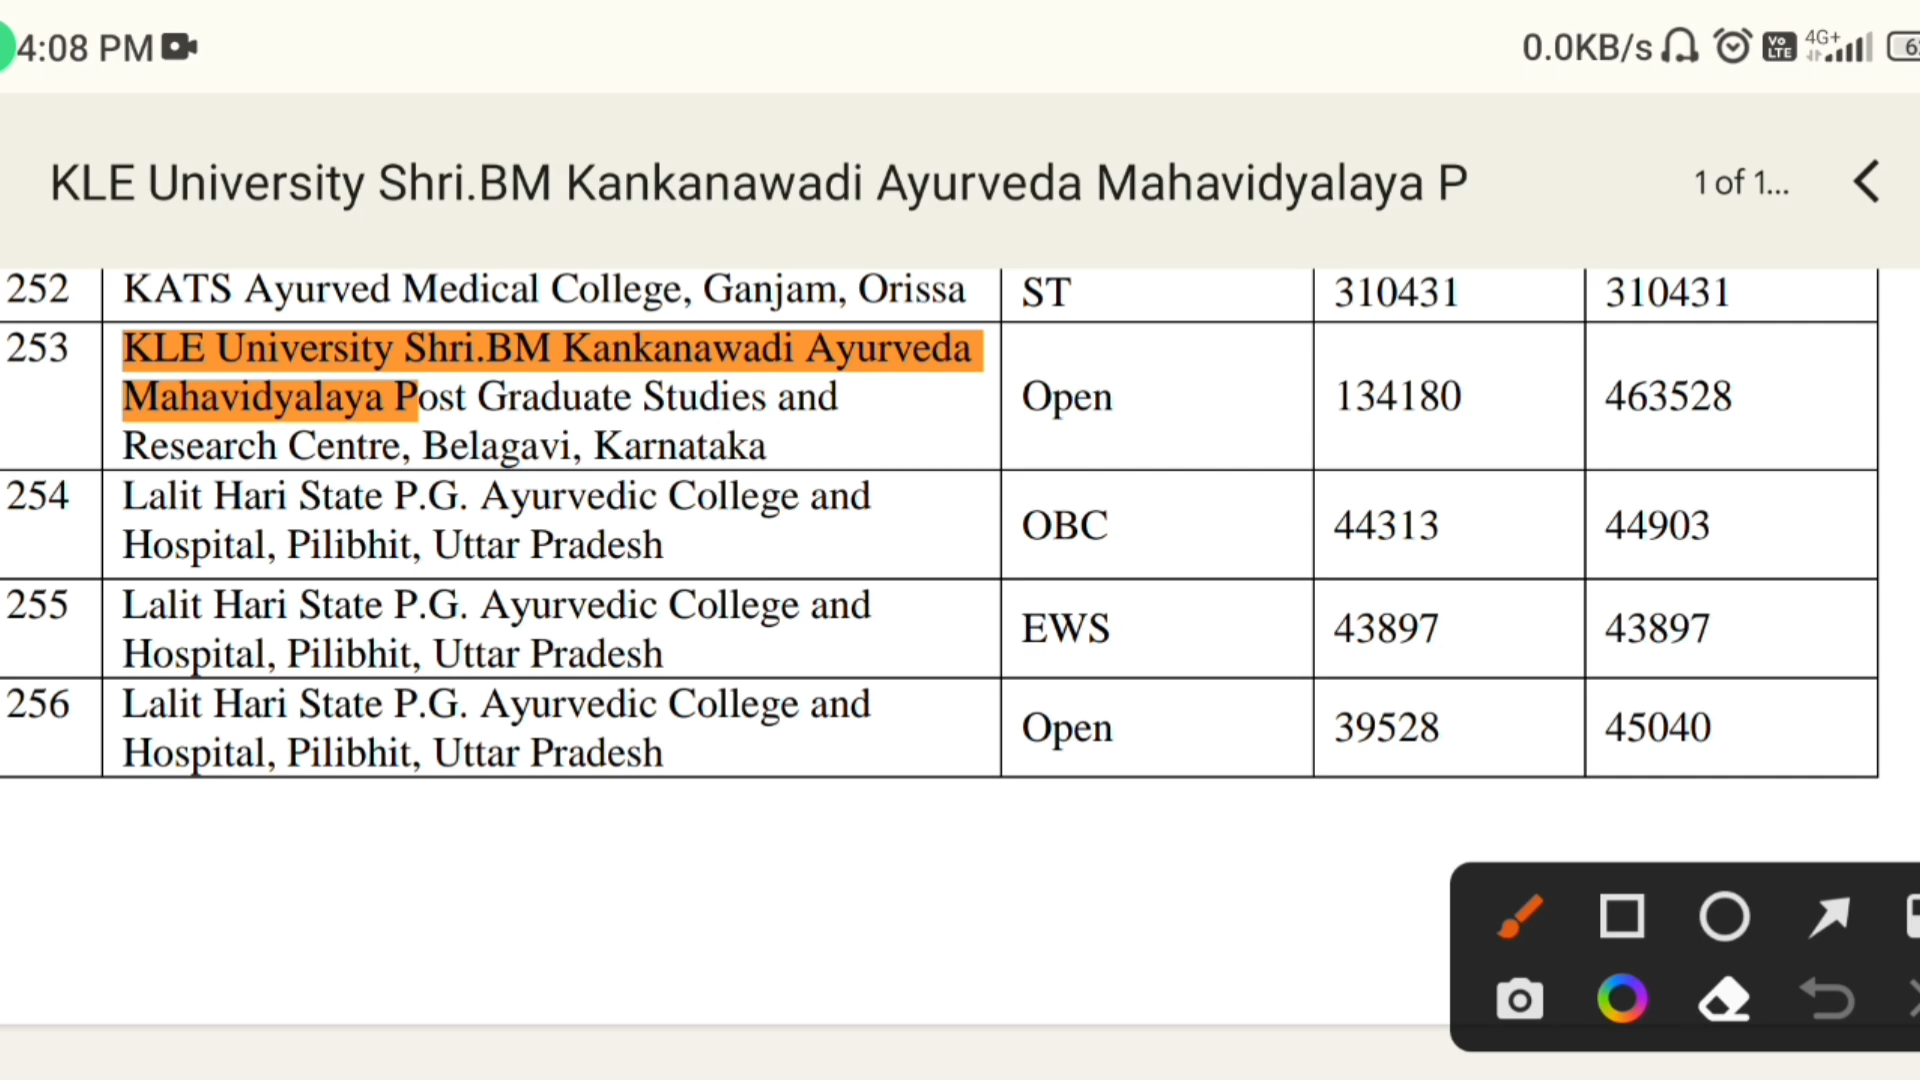 4:08 PM 0.0KB/s Vo LTE 4G+
KLE University Shri.BM Kankanawadi Ayurveda Mahavidyalaya P 1 of 1...
252 KATS Ayurved Medical College, Ganjam, Orissa ST 310431 310431
253 KLE University Shri.BM Kankanawadi Ayurveda
Mahavidyalaya Post Graduate Studies and Open 134180 463528
Research Centre, Belagavi, Karnataka
254 Lalit Hari State P.G. Ayurvedic College and
Hospital, Pilibhit, Uttar Pradesh OBC 44313 44903
255 Lalit Hari State P.G. Ayurvedic College and
Hospital, Pilibhit, Uttar Pradesh EWS 43897 43897
256 Lalit Hari State P.G. Ayurvedic College and
Hospital, Pilibhit, Uttar Pradesh Open 39528 45040